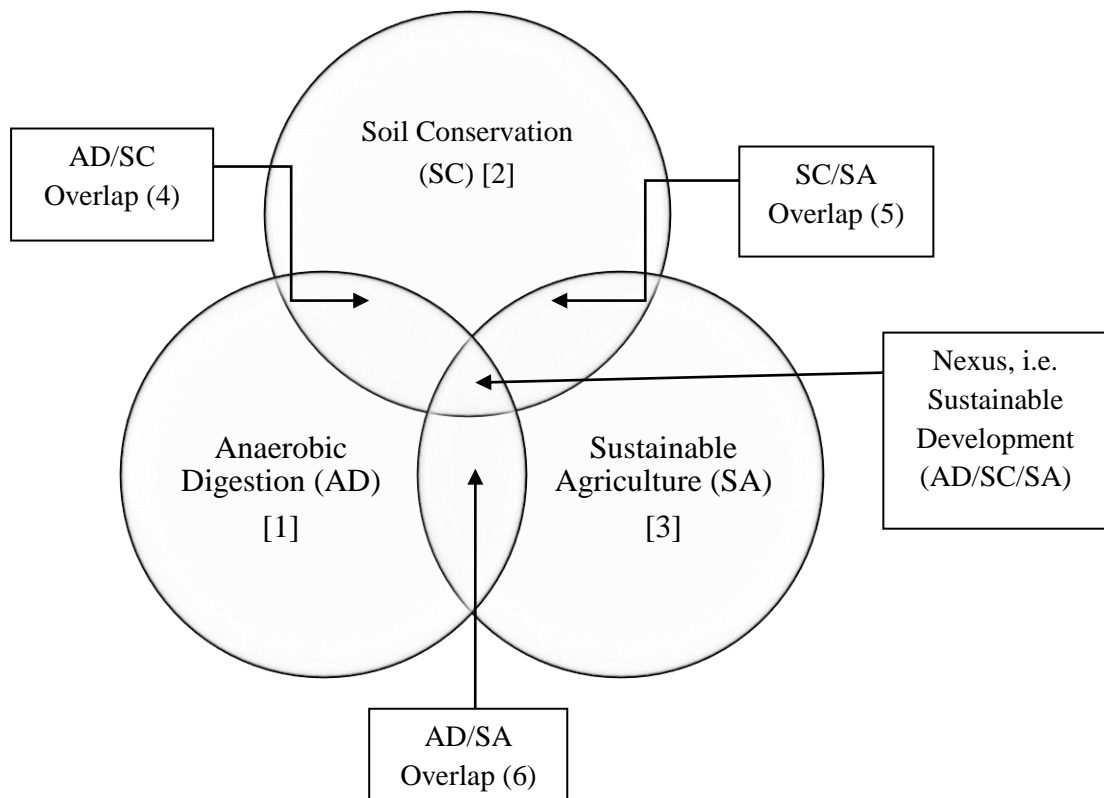 Soil Conservation
(SC) [2]
AD/SC
Overlap (4)
SC/SA
Overlap (5)
Nexus, i.e.
Sustainable
Development
(AD/SC/SA)
Anaerobic
Digestion (AD)
[1]
Sustainable
Agriculture (SA)
[3]
AD/SA
Overlap (6)